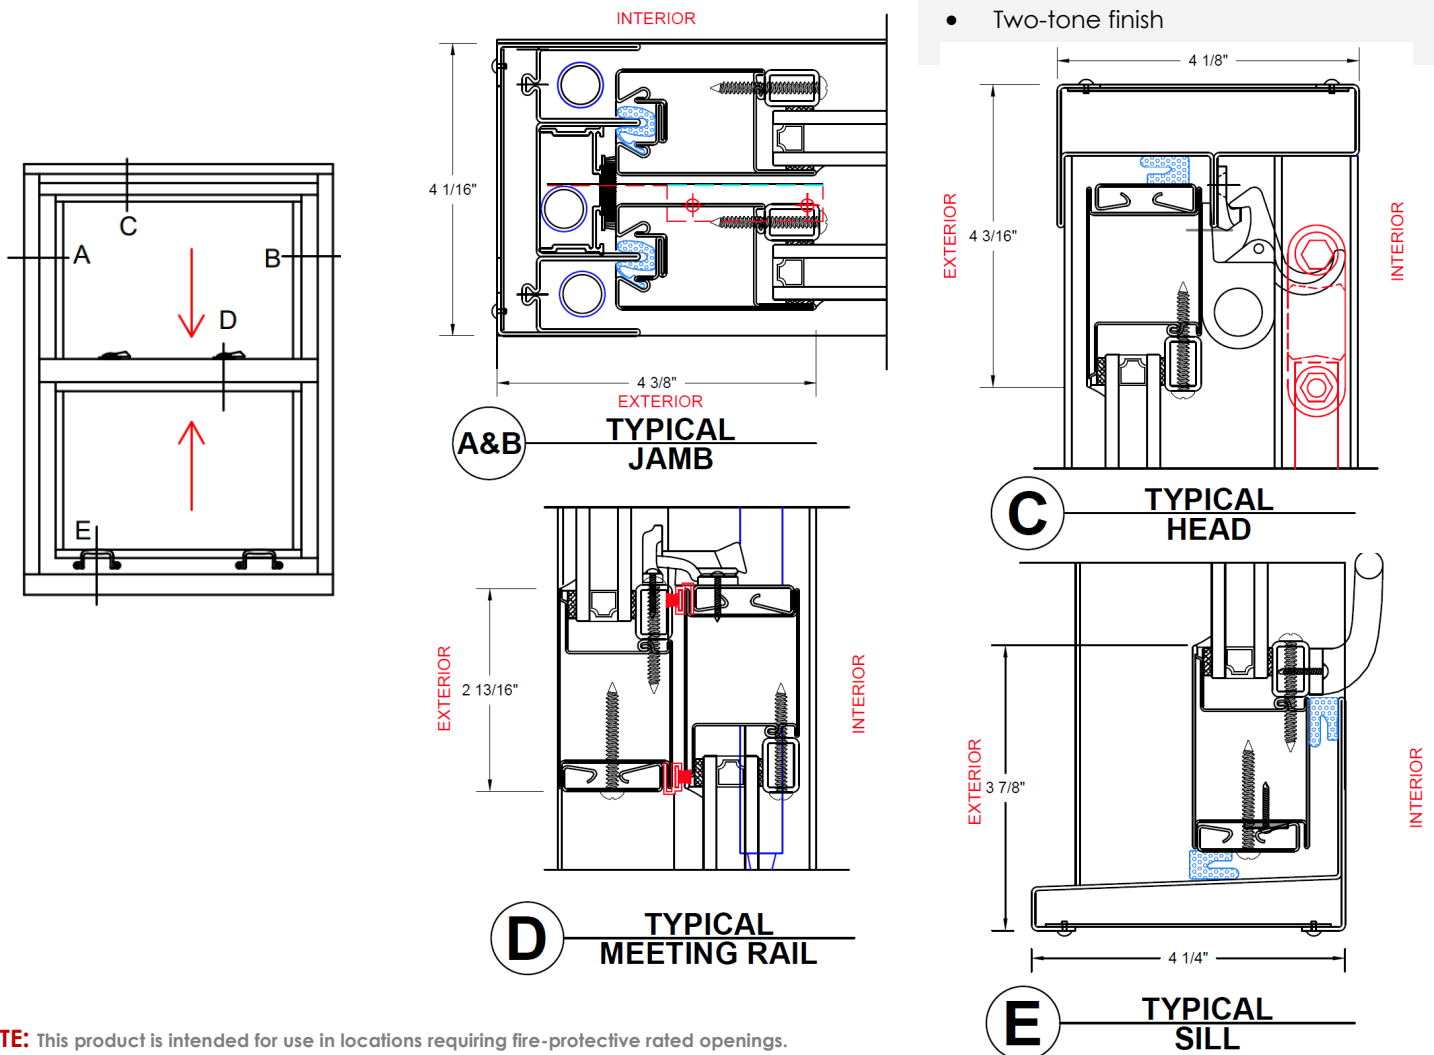 • Two-tone finish
C
A
B
D
E
INTERIOR
4 1/16"
4 3/8"
EXTERIOR
A&B
TYPICAL
JAMB
4 1/8"
EXTERIOR
4 3/16"
INTERIOR
C
TYPICAL
HEAD
EXTERIOR
2 13/16"
INTERIOR
D
TYPICAL
MEETING RAIL
EXTERIOR
3 7/8"
INTERIOR
4 1/4"
E
TYPICAL
SILL
TE: This product is intended for use in locations requiring fire-protective rated openings.